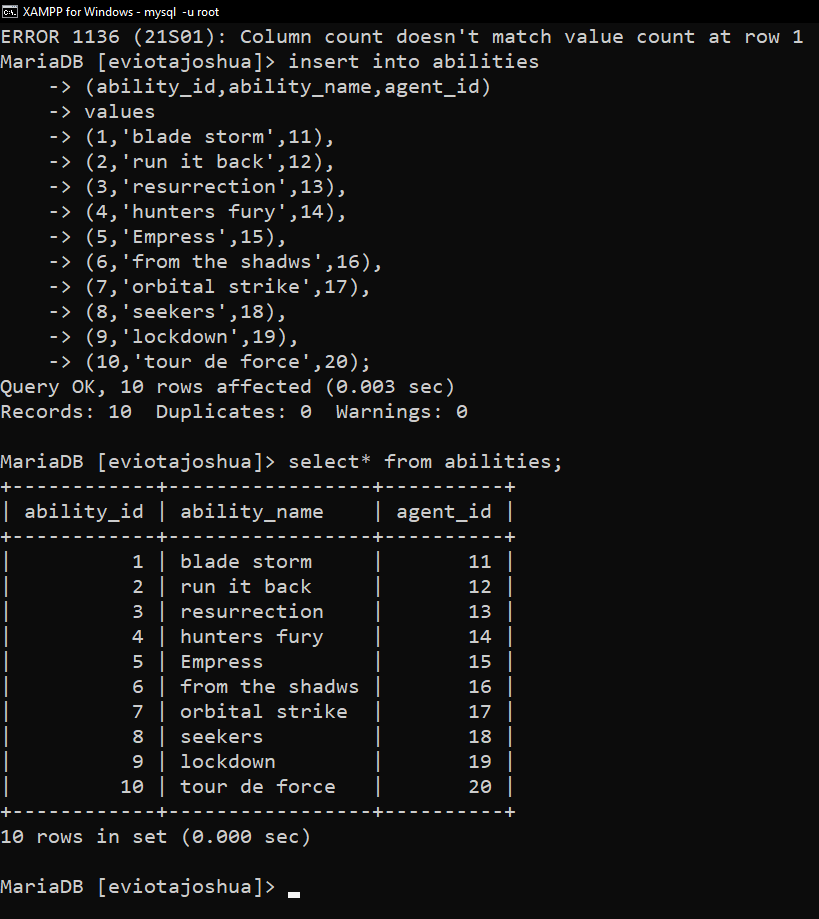 XAMPP for Windows - mysql -u root
ERROR 1136 (21S01): Column count doesn't match value count at row 1
MariaDB [eviotajoshua]> insert into abilities
    -> (ability_id,ability_name,agent_id)
    -> values
    -> (1,'blade storm',11),
    -> (2,'run it back',12),
    -> (3,'resurrection',13),
    -> (4,'hunters fury',14),
    -> (5,'Empress',15),
    -> (6,'from the shadws',16),
    -> (7,'orbital strike',17),
    -> (8,'seekers',18),
    -> (9,'lockdown',19),
    -> (10,'tour de force',20);
Query OK, 10 rows affected (0.003 sec)
Records: 10  Duplicates: 0  Warnings: 0

MariaDB [eviotajoshua]> select* from abilities;
+------------+-----------------+----------+
| ability_id | ability_name    | agent_id |
+------------+-----------------+----------+
|          1 | blade storm     |       11 |
|          2 | run it back     |       12 |
|          3 | resurrection    |       13 |
|          4 | hunters fury    |       14 |
|          5 | Empress         |       15 |
|          6 | from the shadws |       16 |
|          7 | orbital strike  |       17 |
|          8 | seekers         |       18 |
|          9 | lockdown        |       19 |
|         10 | tour de force   |       20 |
+------------+-----------------+----------+
10 rows in set (0.000 sec)

MariaDB [eviotajoshua]> _